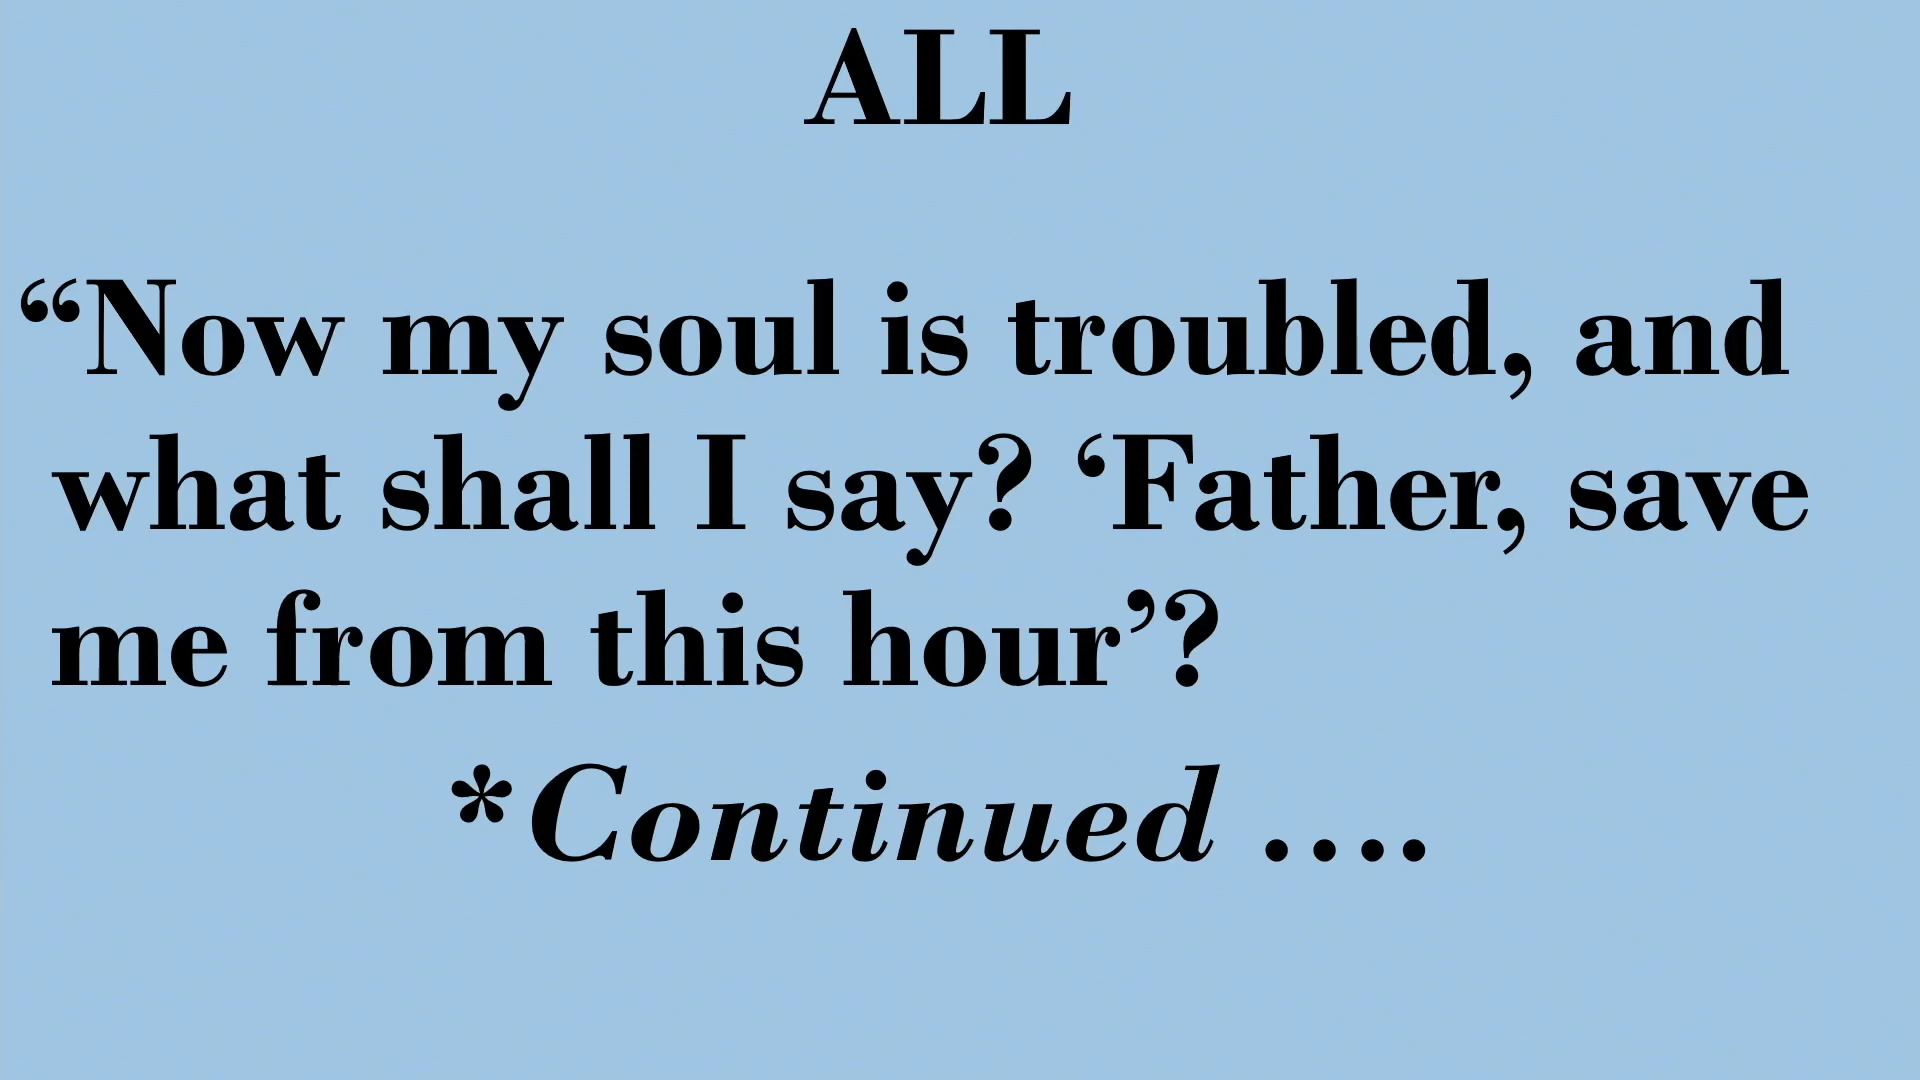 ALL
“Now my soul is troubled, and
what shall I say? ‘Father, save
me from this hour’?
*Continued ....